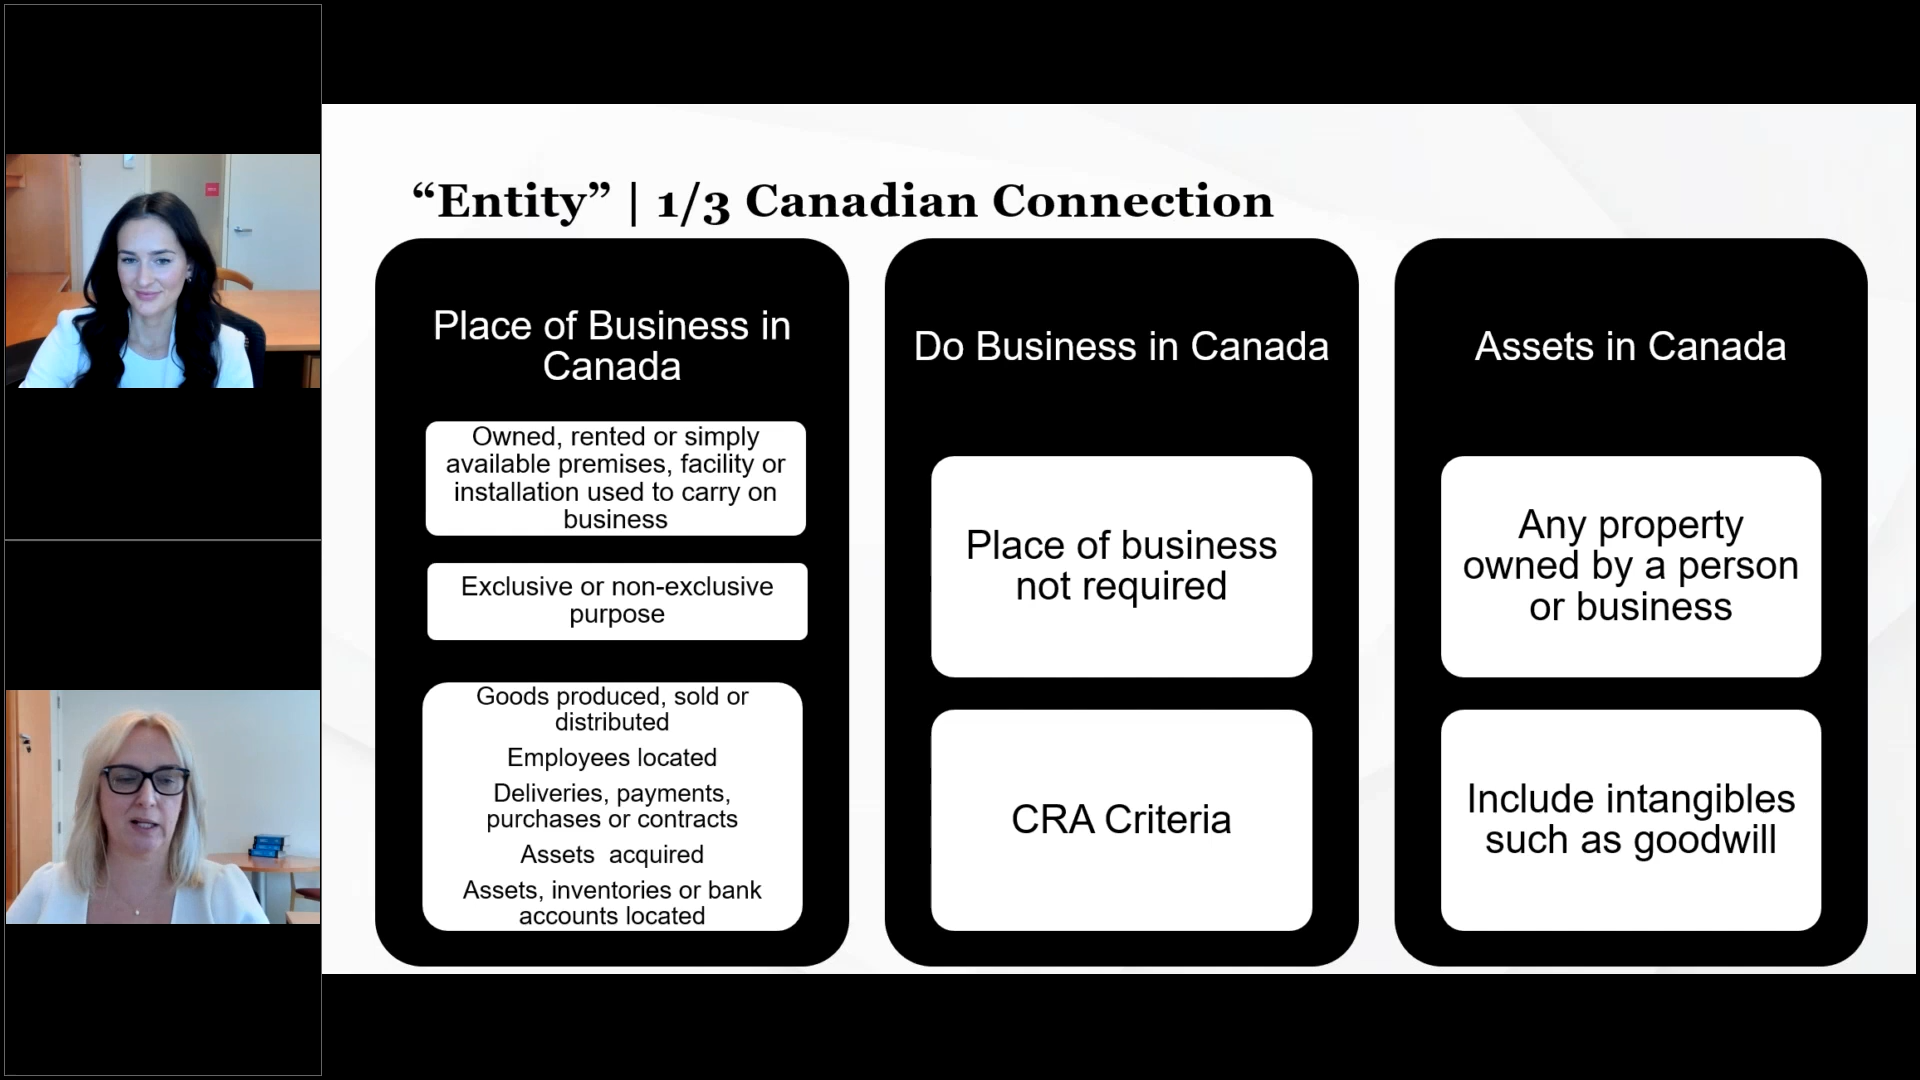 “Entity” | 1/3 Canadian Connection
Place of Business in
Canada
Owned, rented or simply
available premises, facility or
installation used to carry on
business
Exclusive or non-exclusive
purpose
Goods produced, sold or
distributed
Employees located
Deliveries, payments,
purchases or contracts
Assets acquired
Assets, inventories or bank
accounts located
Do Business in Canada
Place of business
not required
CRA Criteria
Assets in Canada
Any property
owned by a person
or business
Include intangibles
such as goodwill